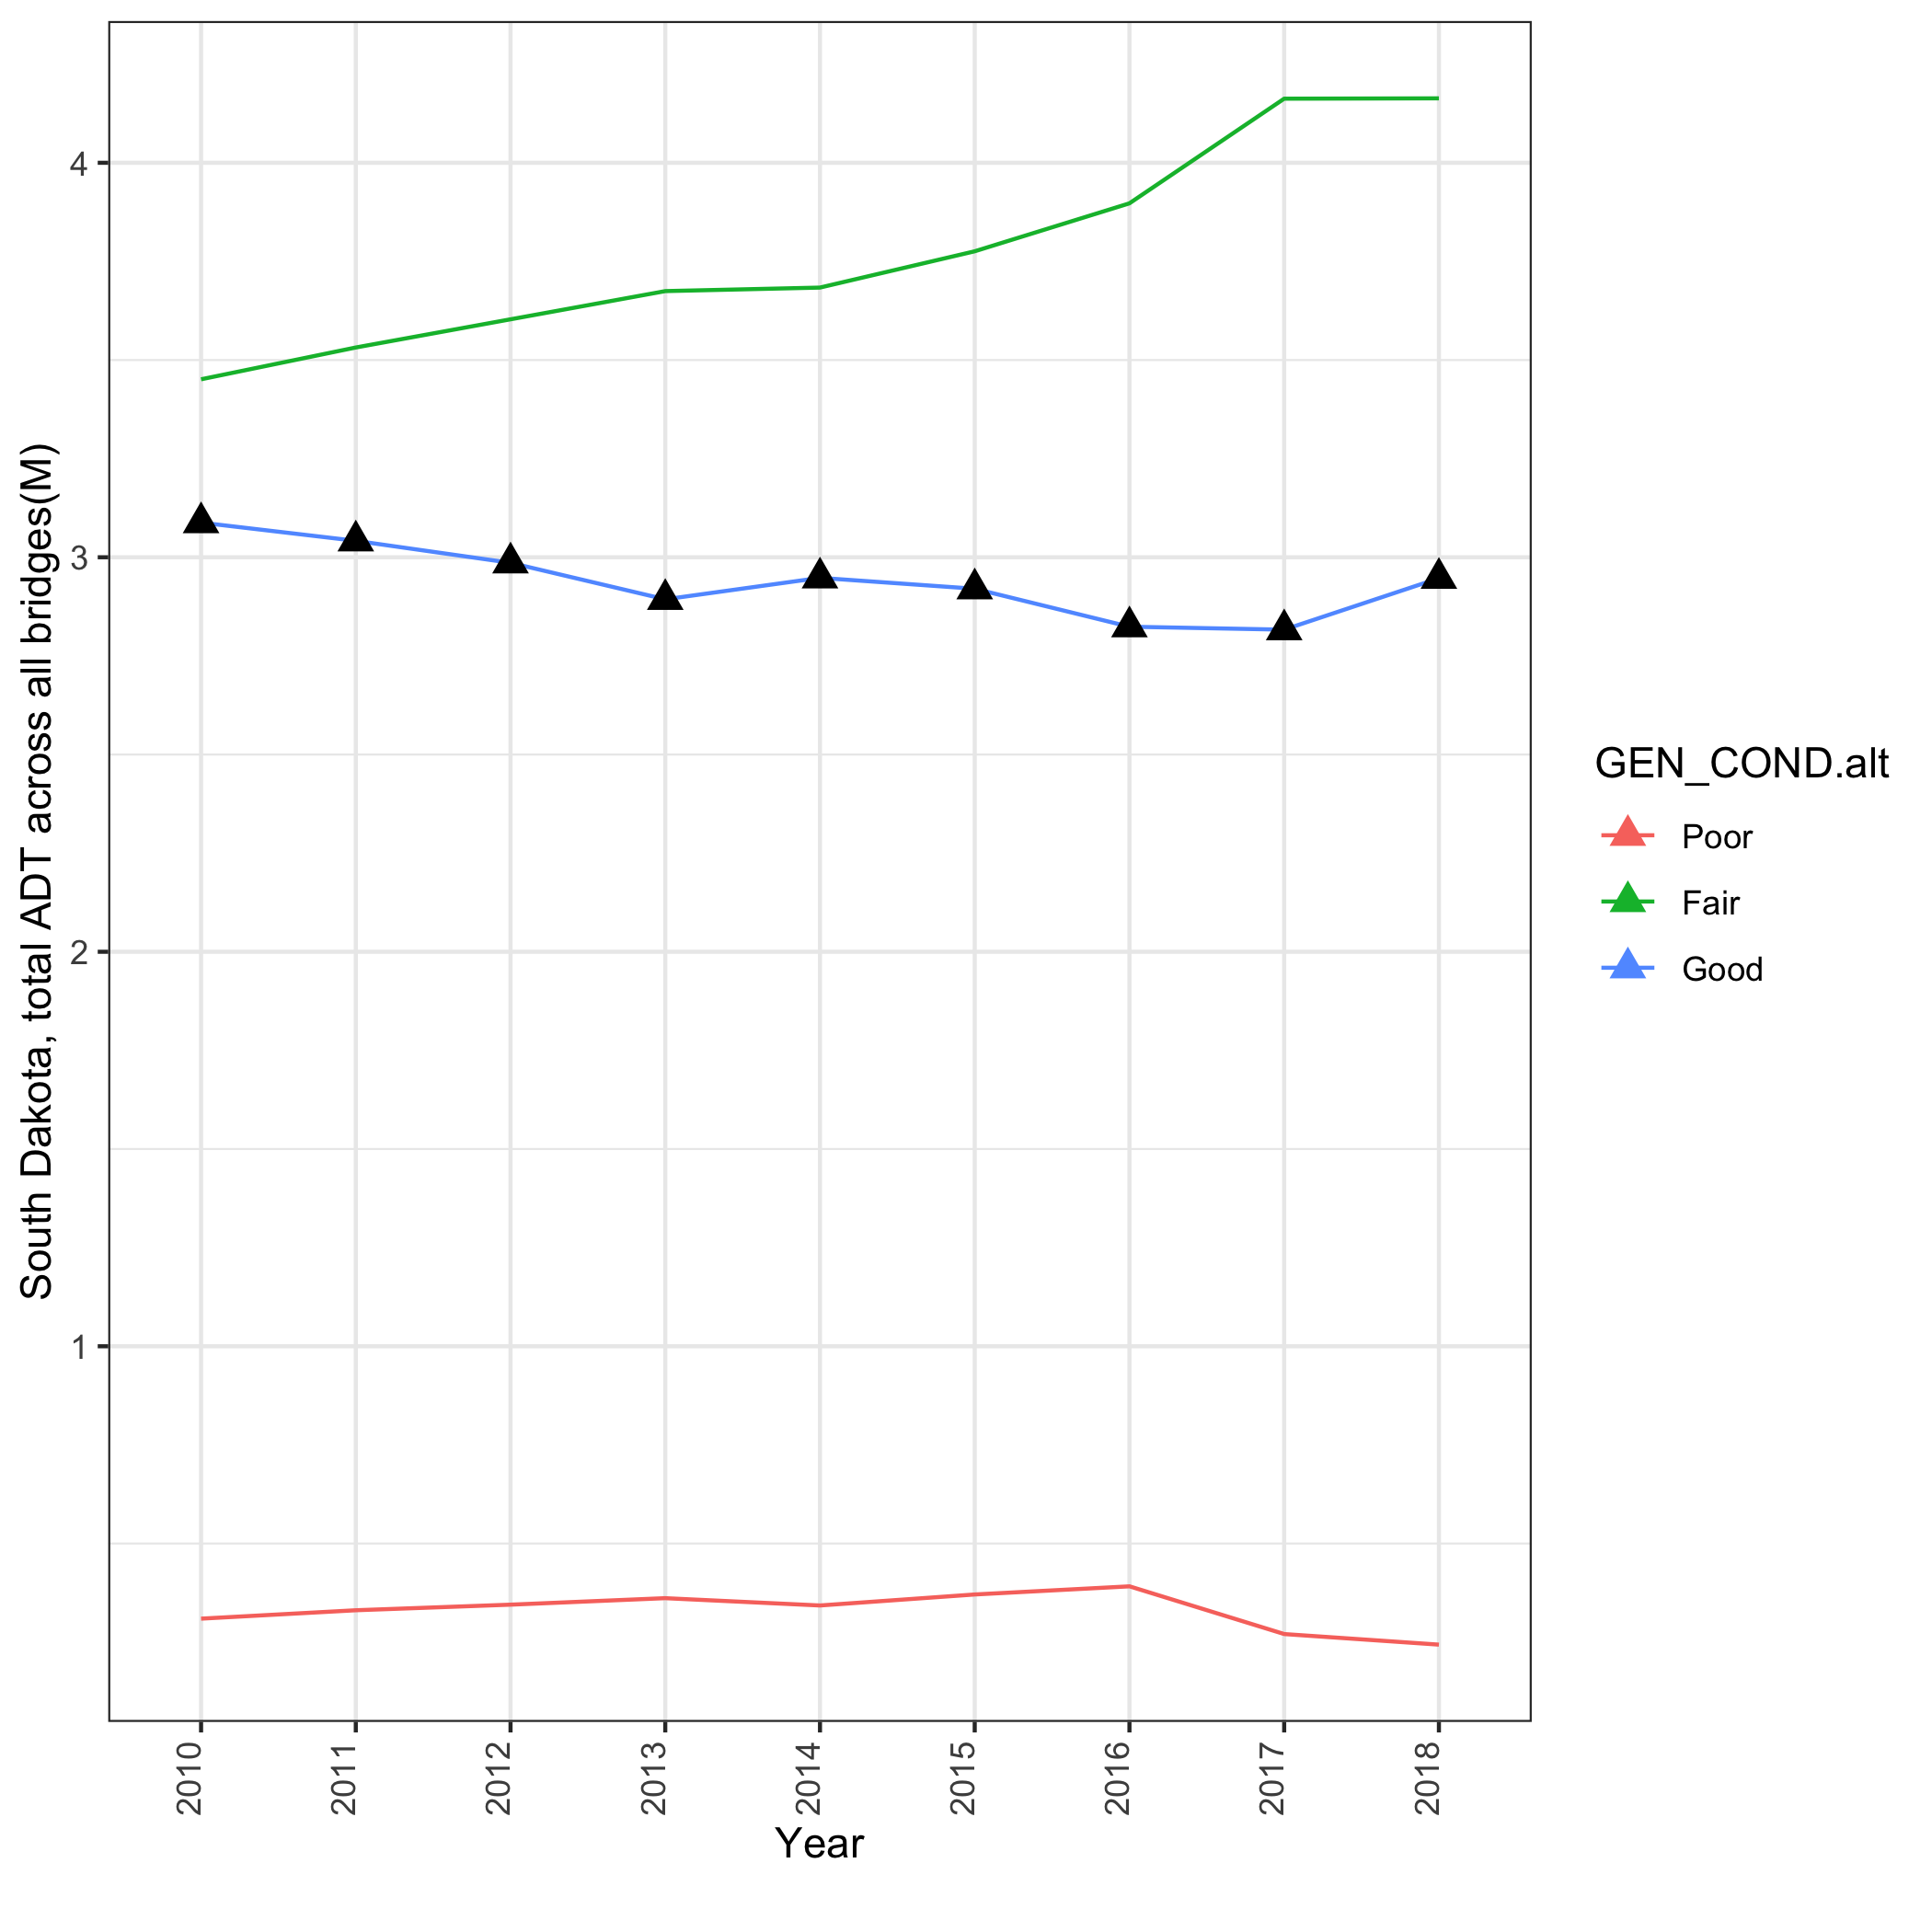 South Dakota, total ADT across all bridges(M)
4
3
2
1
2010
2011
2012
2013
2014
2015
2016
2017
2018
Year
GEN_COND.alt
Poor
Fair
Good